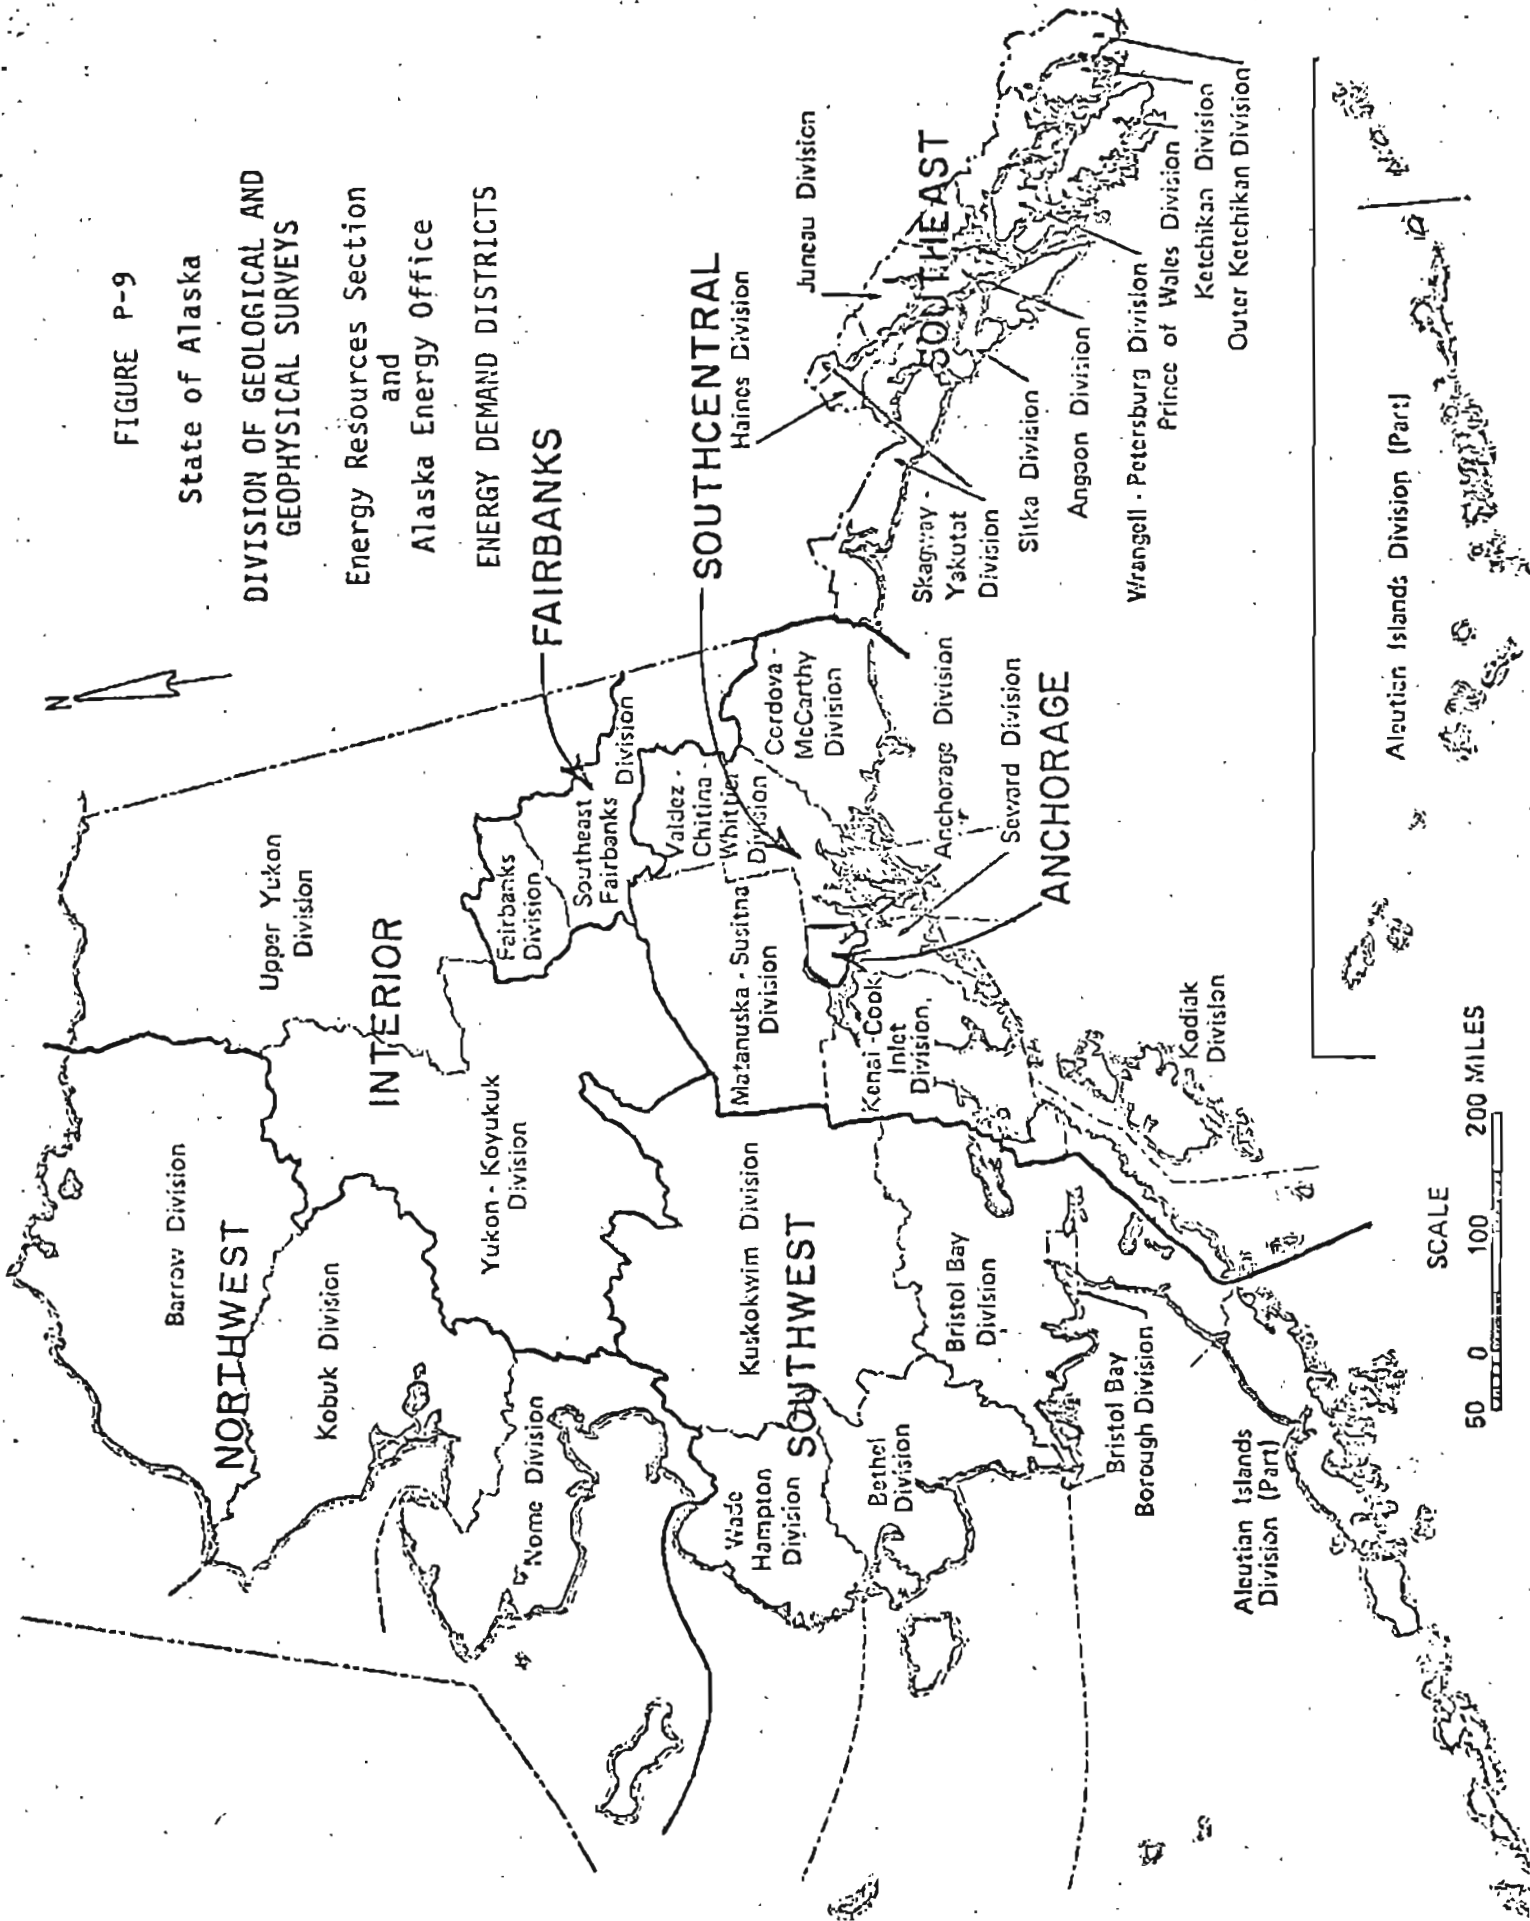 FIGURE P-9
State of Alaska
DIVISION OF GEOLOGICAL AND
GEOPHYSICAL SURVEYS
Energy Resources Section
and
Alaska Energy Office
ENERGY DEMAND DISTRICTS
N
Barrow Division
NORTHWEST
Kobuk Division
Upper Yukon
Division
INTERIOR
Yukon - Koyukuk
Division
Nome Division
FAIRBANKS
Fairbanks
Division
Southeast
Fairbanks
Division
SOUTHCENTRAL
Valdez -
Chitina -
Whittier
Division
Cordova -
McCarthy
Division
Matanuska - Susitna
Division
Kuskokwim Division
SOUTHWEST
Wade
Hampton
Division
Bethel
Division
Kenai - Cook
Inlet
Division
Anchorage Division
Seward Division
ANCHORAGE
Bristol Bay
Division
Bristol Bay
Borough Division
Kodiak
Division
Aleutian Islands
Division (Part)
Haines Division
Juneau Division
SOUTHEAST
Skagway -
Yakutat
Division
Sitka Division
Angoon Division
Wrangell - Petersburg Division
Prince of Wales Division
Ketchikan Division
Outer Ketchikan Division
Aleutian Islands Division (Part)
SCALE
50 0 100 200 MILES